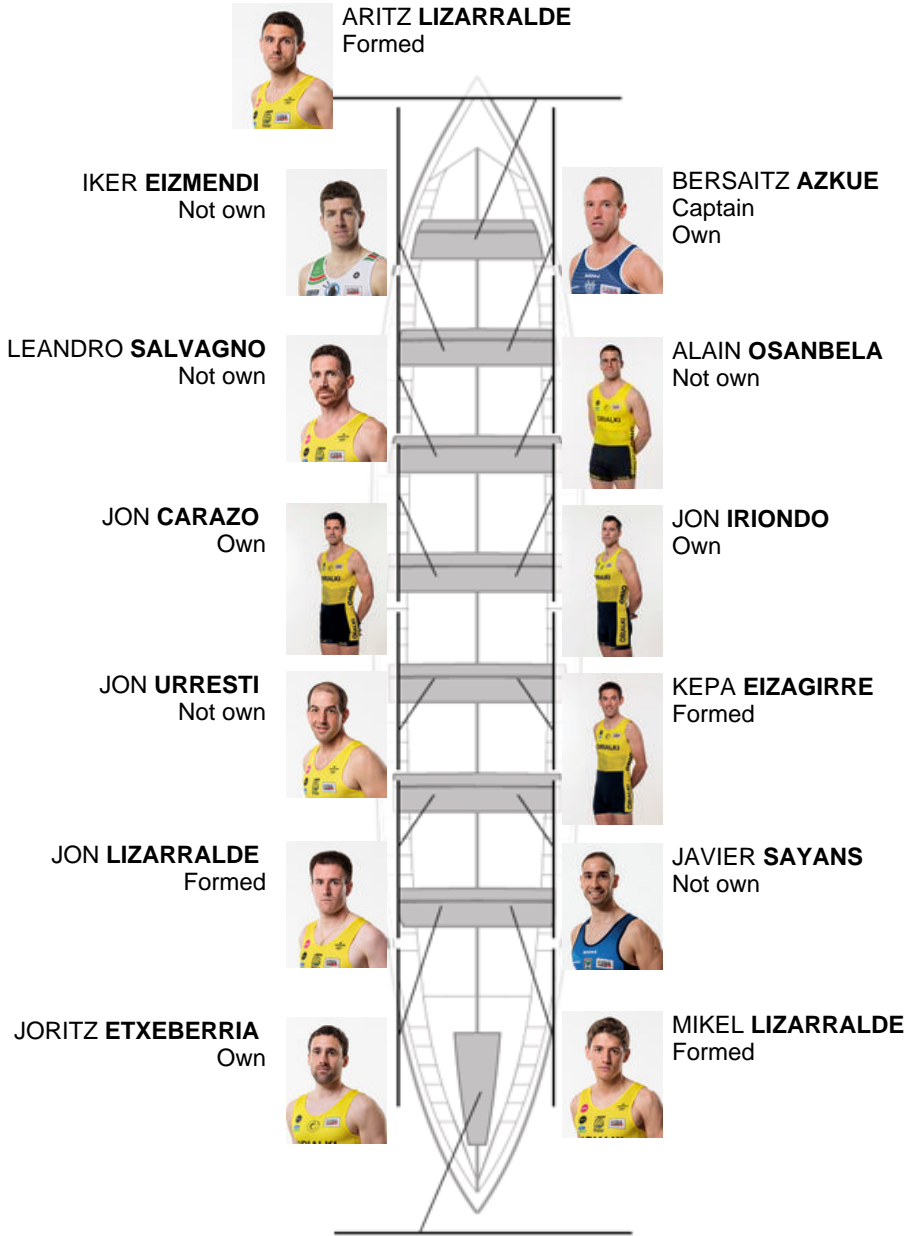 ARITZ LIZARRALDE
Formed
IKER EIZMENDI
Not own
BERSAITZ AZKUE
Captain
Own
LEANDRO SALVAGNO
Not own
ALAIN OSANBELA
Not own
JON CARAZO
Own
JON IRIONDO
Own
JON URRESTI
Not own
KEPA EIZAGIRRE
Formed
JON LIZARRALDE
Formed
JAVIER SAYANS
Not own
JORITZ ETXEBERRIA
Own
MIKEL LIZARRALDE
Formed